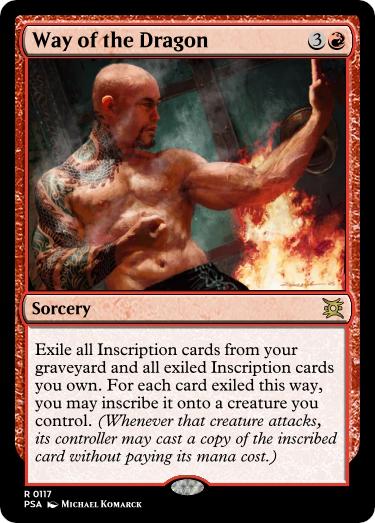 Way of the Dragon 3
Sorcery
Exile all Inscription cards from your
graveyard and all exiled Inscription cards
you own. For each card exiled this way,
you may inscribe it onto a creature you
control. (Whenever that creature attacks,
its controller may cast a copy of the inscribed
card without paying its mana cost.)
R 0117
PSA Michael Komarck